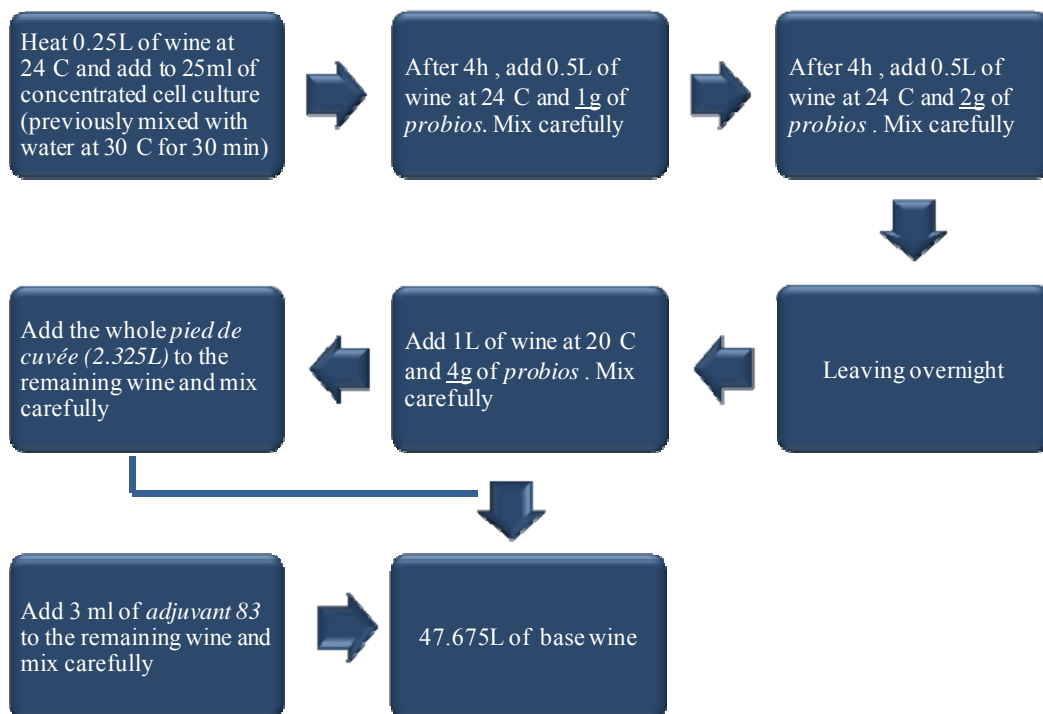 Heat 0.25L of wine at
24 C and add to 25ml of
concentrated cell culture
(previously mixed with
water at 30 C for 30 min)
After 4h , add 0.5L of
wine at 24 C and 1g of
probios. Mix carefully
After 4h , add 0.5L of
wine at 24 C and 2g of
probios . Mix carefully
Leaving overnight
Add 1L of wine at 20 C
and 4g of probios . Mix
carefully
Add the whole pied de
cuvée (2.325L) to the
remaining wine and mix
carefully
Add 3 ml of adjuvant 83
to the remaining wine and
mix carefully
47.675L of base wine